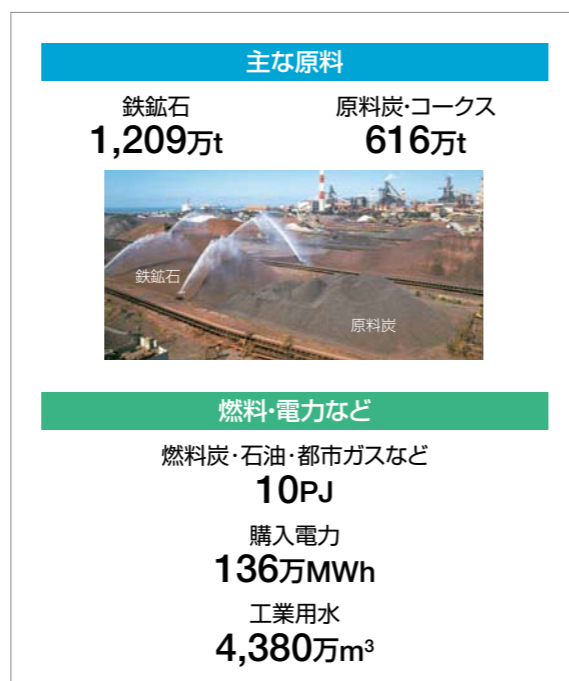 主な原料
鉄鉱石
1,209万t
原料炭・コークス
616万t
鉄鉱石
原料炭
燃料・電力など
燃料炭・石油・都市ガスなど
10PJ
購入電力
136万MWh
工業用水
4,380万m³